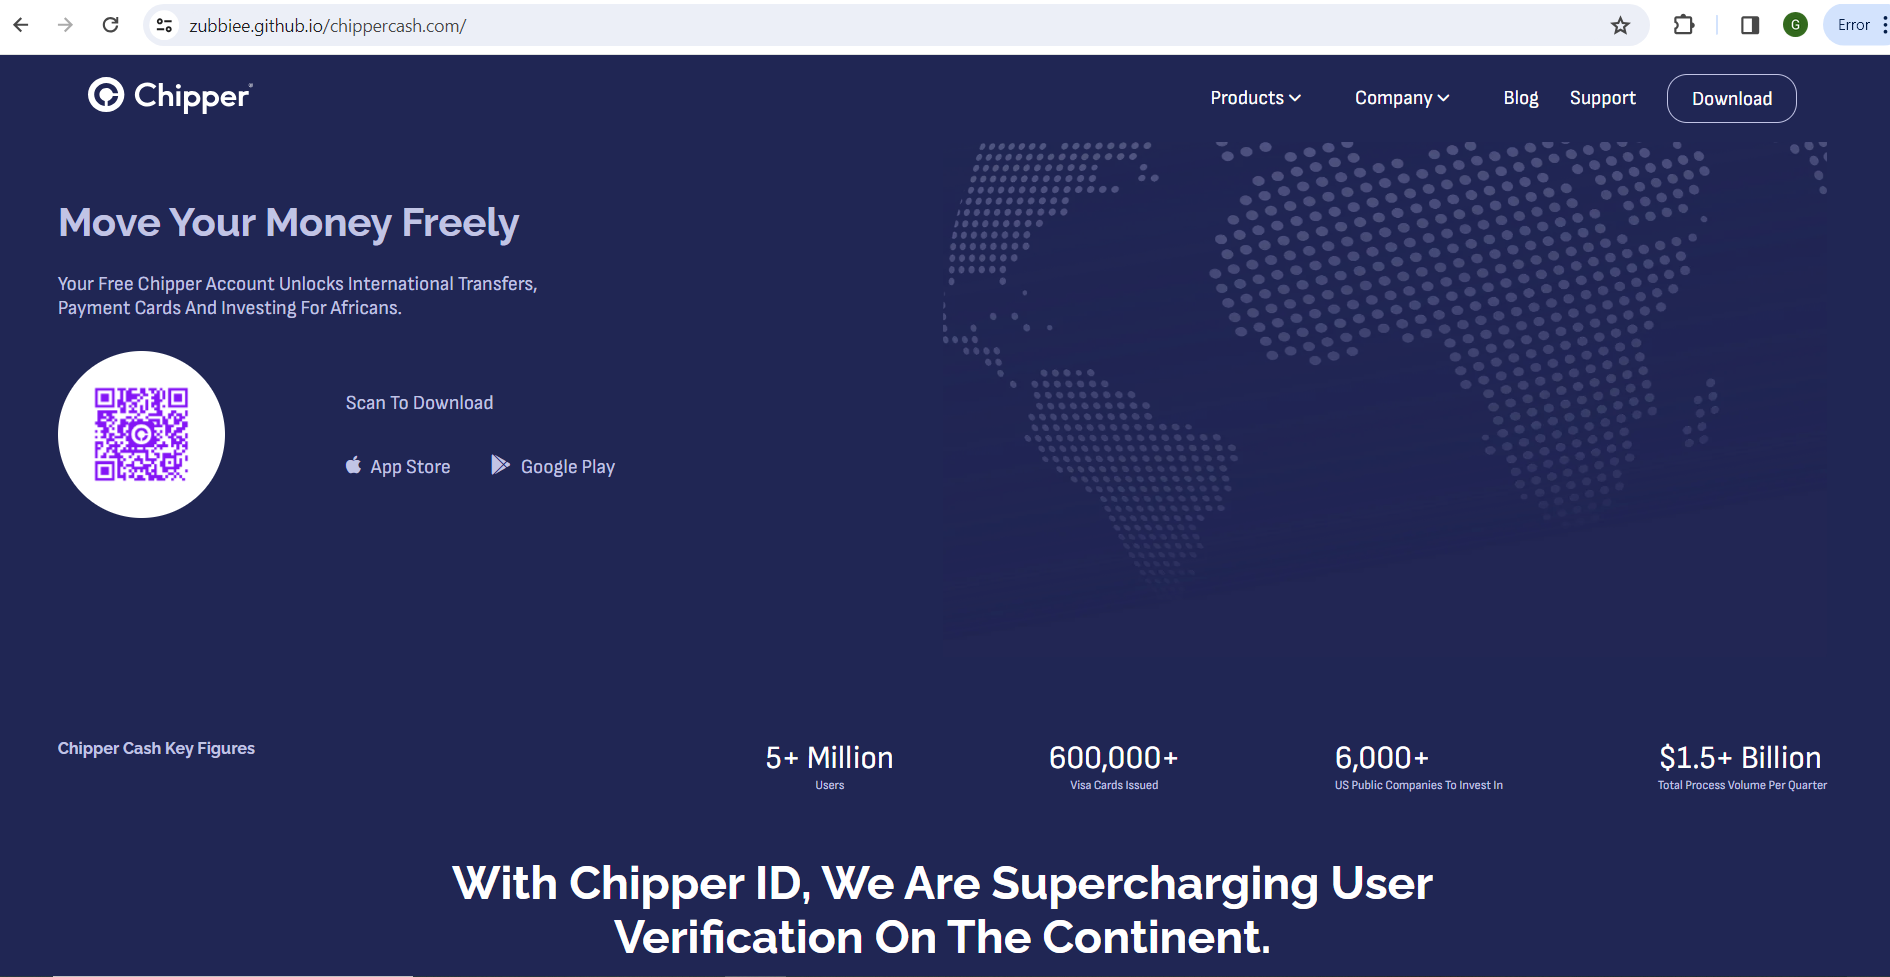 zubbiee.github.io/chippercash.com/
G
Error
Chipper
Products
Company
Blog
Support
Download
Move Your Money Freely
Your Free Chipper Account Unlocks International Transfers,
Payment Cards And Investing For Africans.
Scan To Download
App Store
Google Play
Chipper Cash Key Figures
5+ Million
Users
600,000+
Visa Cards Issued
6,000+
US Public Companies To Invest In
$1.5+ Billion
Total Process Volume Per Quarter
With Chipper ID, We Are Supercharging User
Verification On The Continent.